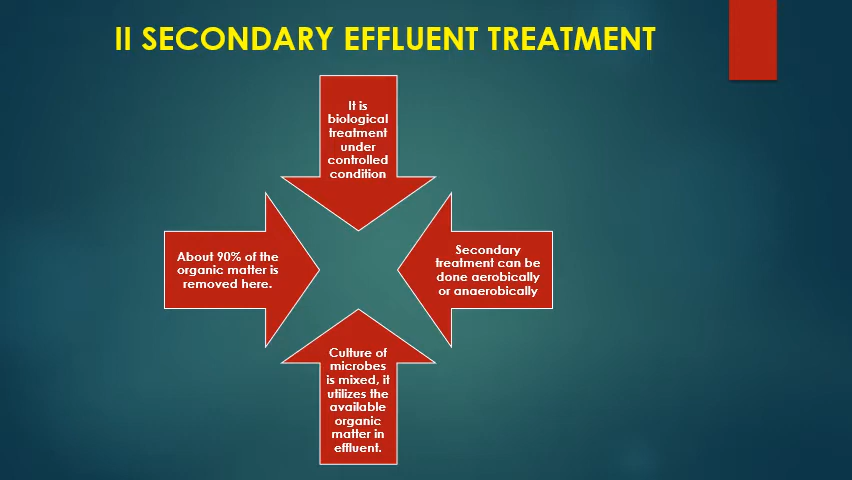 II SECONDARY EFFLUENT TREATMENT
It is
biological
treatment
under
controlled
condition
About 90% of the
organic matter is
removed here.
Secondary
treatment can be
done aerobically
or anaerobically
Culture of
microbes
is mixed, it
utilizes the
available
organic
matter in
effluent.